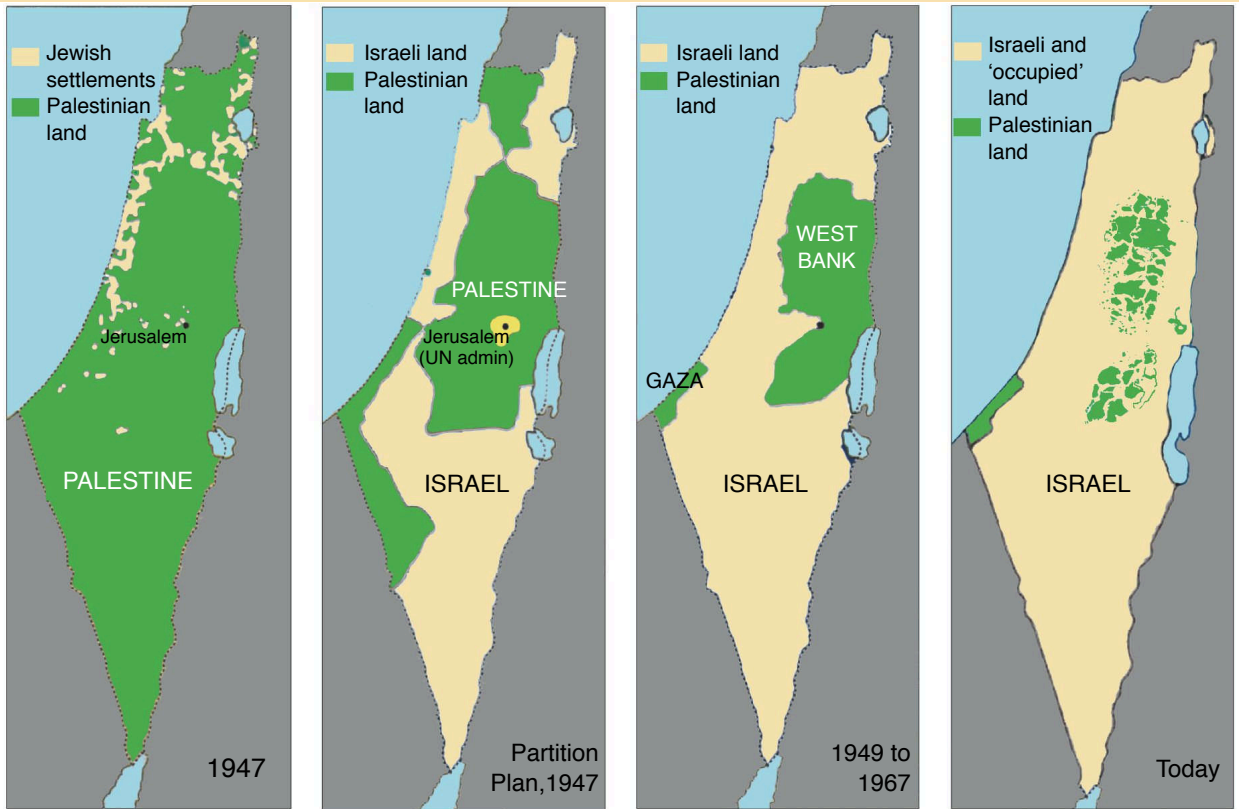 Jewish
settlements
Palestinian
land
Jerusalem
PALESTINE
1947
Israeli land
Palestinian
land
PALESTINE
Jerusalem
(UN admin)
ISRAEL
Partition
Plan,1947
Israeli land
Palestinian
land
WEST
BANK
GAZA
ISRAEL
1949 to
1967
Israeli and
‘occupied’
land
Palestinian
land
ISRAEL
Today